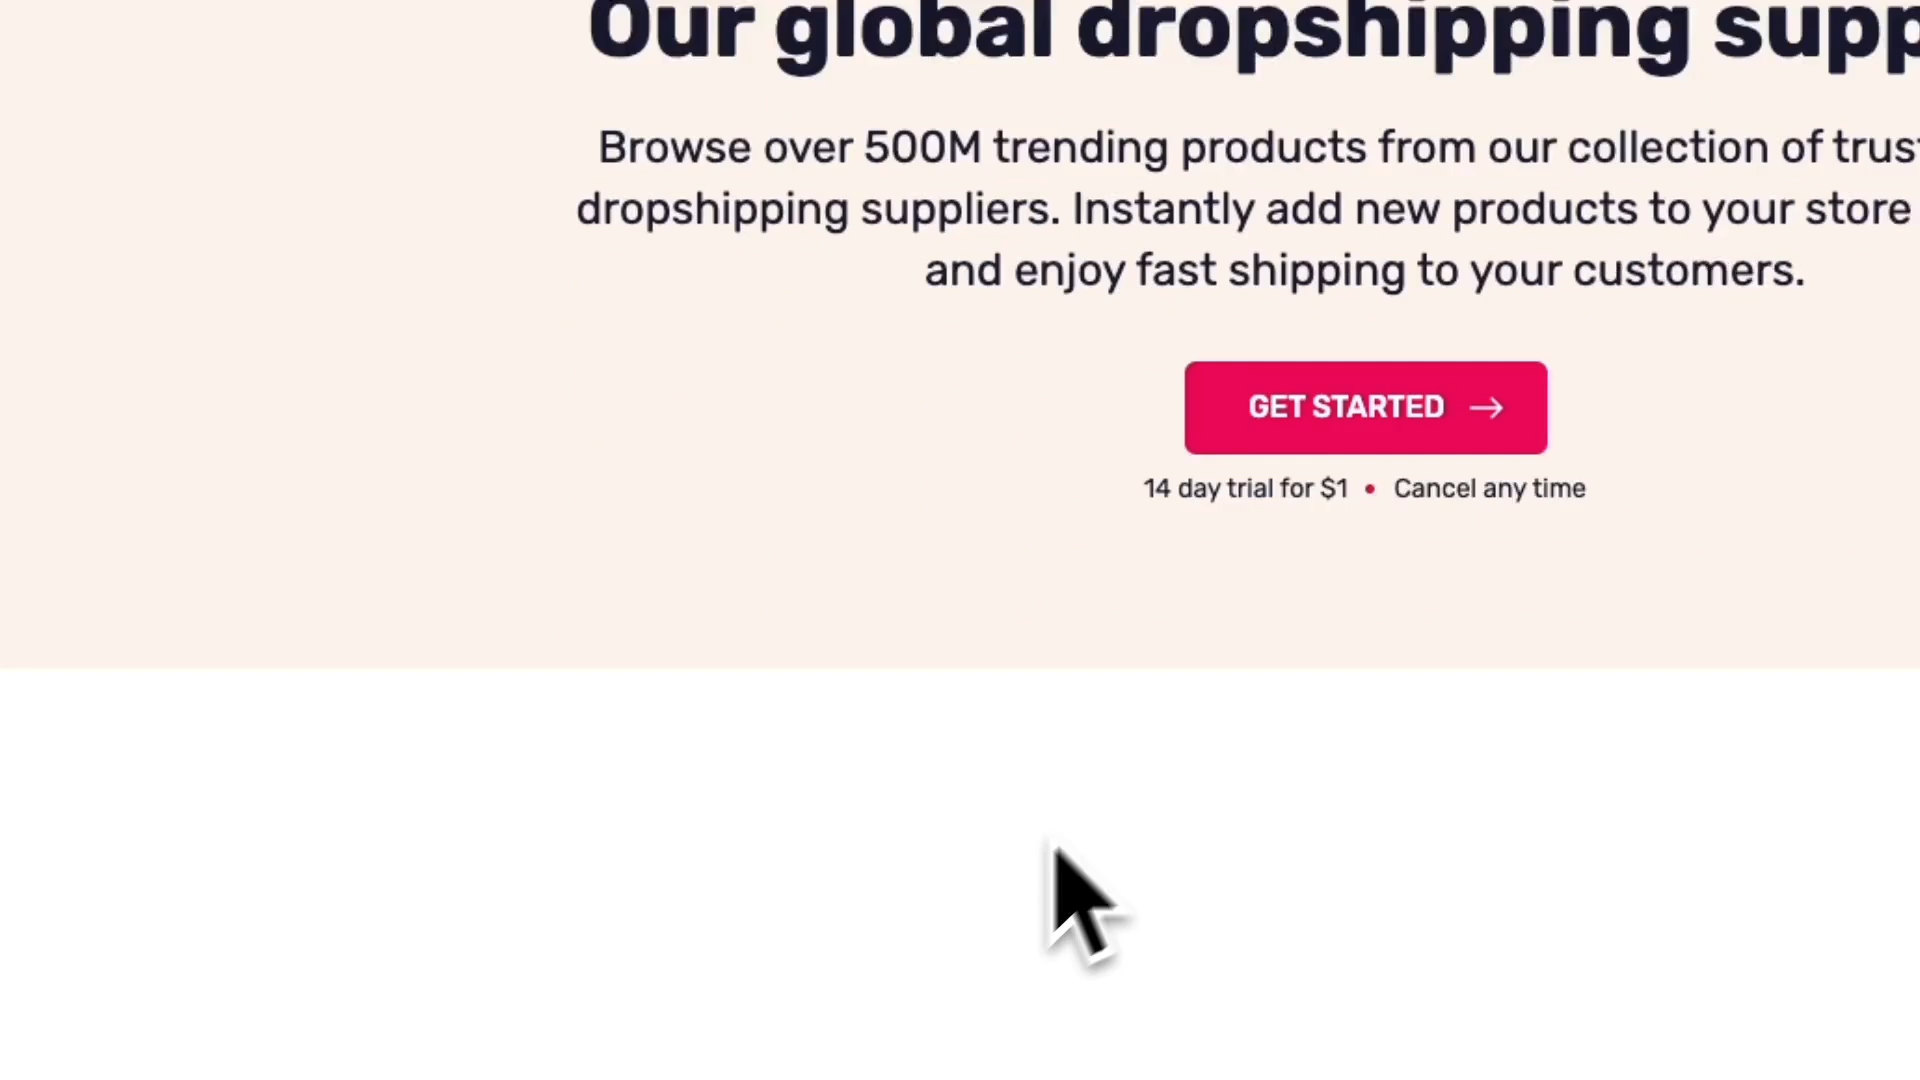 Our global dropshipping supp
Browse over 500M trending products from our collection of trust
dropshipping suppliers. Instantly add new products to your store
and enjoy fast shipping to your customers.
GET STARTED →
14 day trial for $1 • Cancel any time